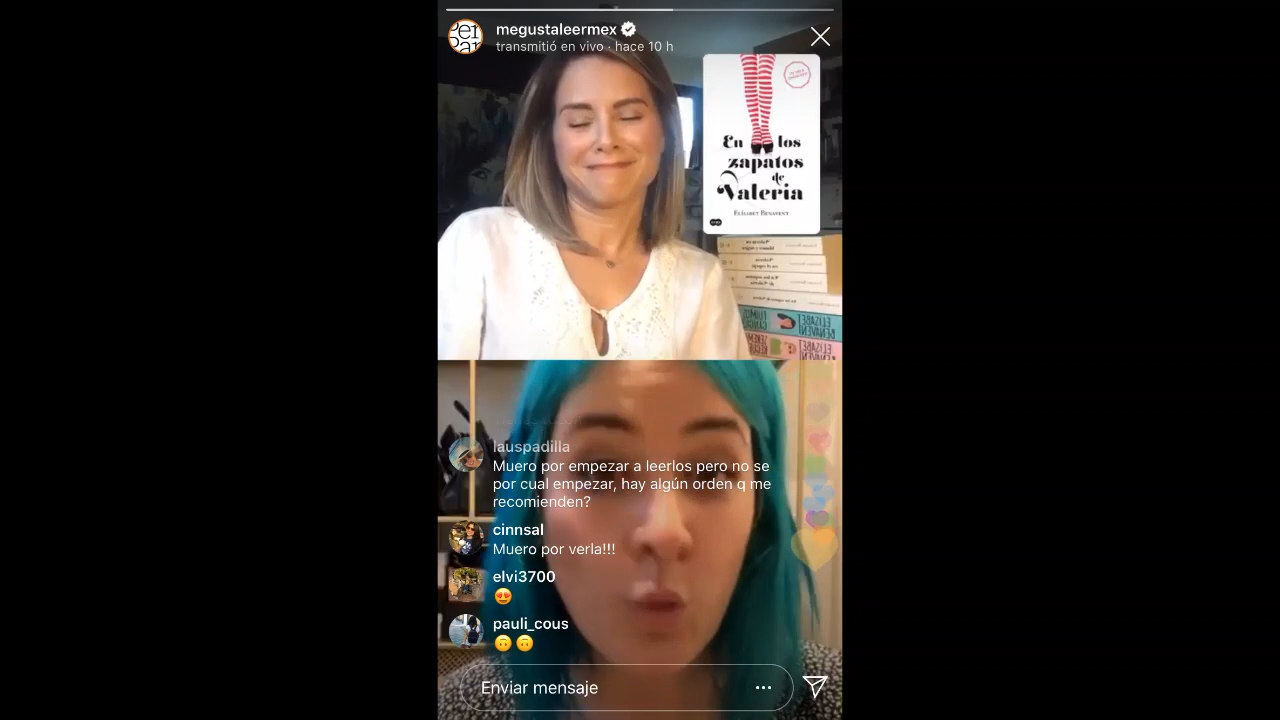 megustaleermex
transmitió en vivo · hace 10 h
En los
zapatos
de
Valeria
Elísabet Benavent
lauspadilla
Muero por empezar a leerlos pero no se
por cual empezar, hay algún orden q me
recomienden?
cinnsal
Muero por verla!!!
elvi3700
😍
pauli_cous
🙃🙃
Enviar mensaje